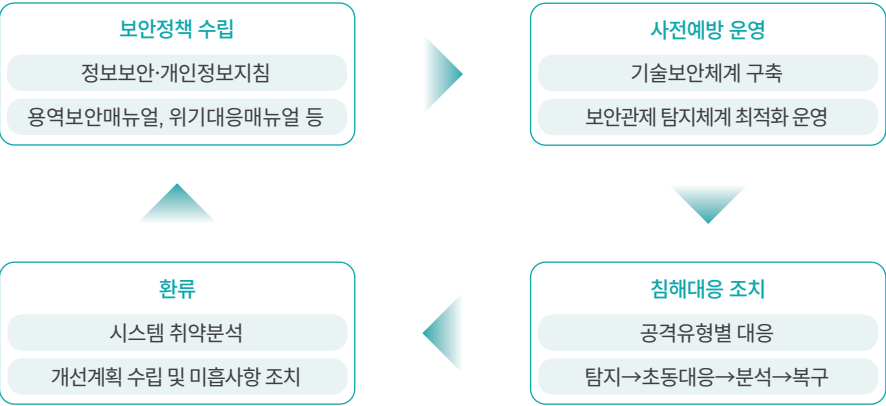 보안정책 수립
정보보안·개인정보지침
용역보안매뉴얼, 위기대응매뉴얼 등
사전예방 운영
기술보안체계 구축
보안관제 탐지체계 최적화 운영
침해대응 조치
공격유형별 대응
탐지→초동대응→분석→복구
환류
시스템 취약분석
개선계획 수립 및 미흡사항 조치